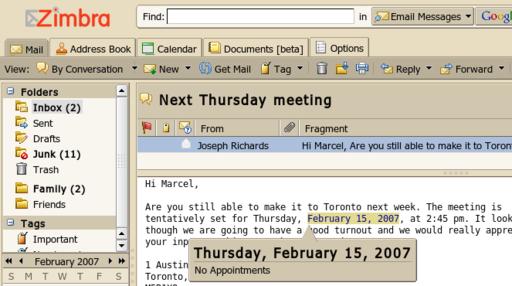 Zimbra
Find: in Email Messages Goog
Mail Address Book Calendar Documents [beta] Options
View: By Conversation New Get Mail Tag Reply Forward
Folders
Inbox (2)
Sent
Drafts
Junk (11)
Trash
Family (2)
Friends
Tags
Important
February 2007
S M T W T F S
Next Thursday meeting
From Fragment
Joseph Richards Hi Marcel, Are you still able to make it to Toron
Hi Marcel,
Are you still able to make it to Toronto next week. The meeting is
tentatively set for Thursday, February 15, 2007, at 2:45 pm. It look
though we are going to have a good turnout and we would really appre
your inp
Thursday, February 15, 2007
No Appointments
1 Austin
Toronto,